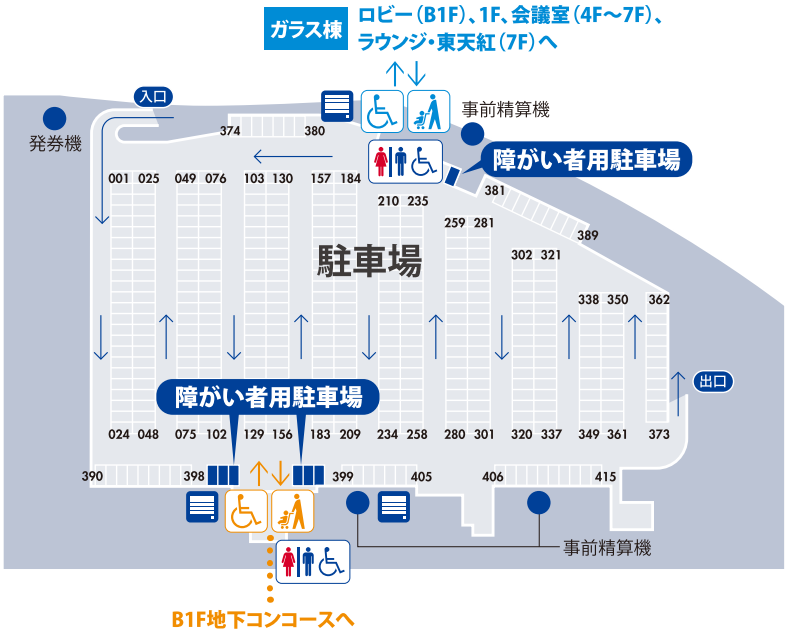 ガラス棟
ロビー（B1F）、1F、会議室（4F～7F）、
ラウンジ・東天紅（7F）へ
入口
発券機
374 380
事前精算機
障がい者用駐車場
381
389
001 025 049 076 103 130 157 184
210 235
259 281
302 321
338 350 362
駐車場
出口
障がい者用駐車場
024 048 075 102 129 156 183 209 234 258 280 301 320 337 349 361 373
390 398 399 405 406 415
事前精算機
B1F地下コンコースへ